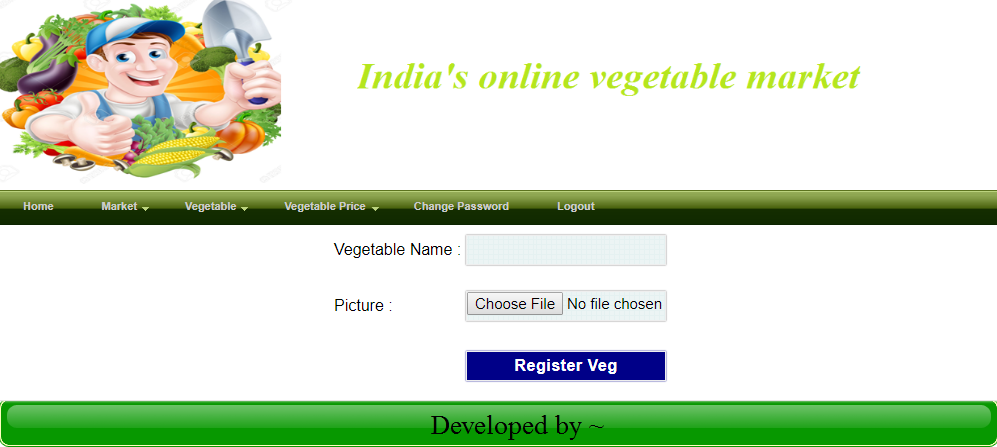 India's online vegetable market
Home Market Vegetable Vegetable Price Change Password Logout
Vegetable Name :
Picture : Choose File No file chosen
Register Veg
Developed by ~